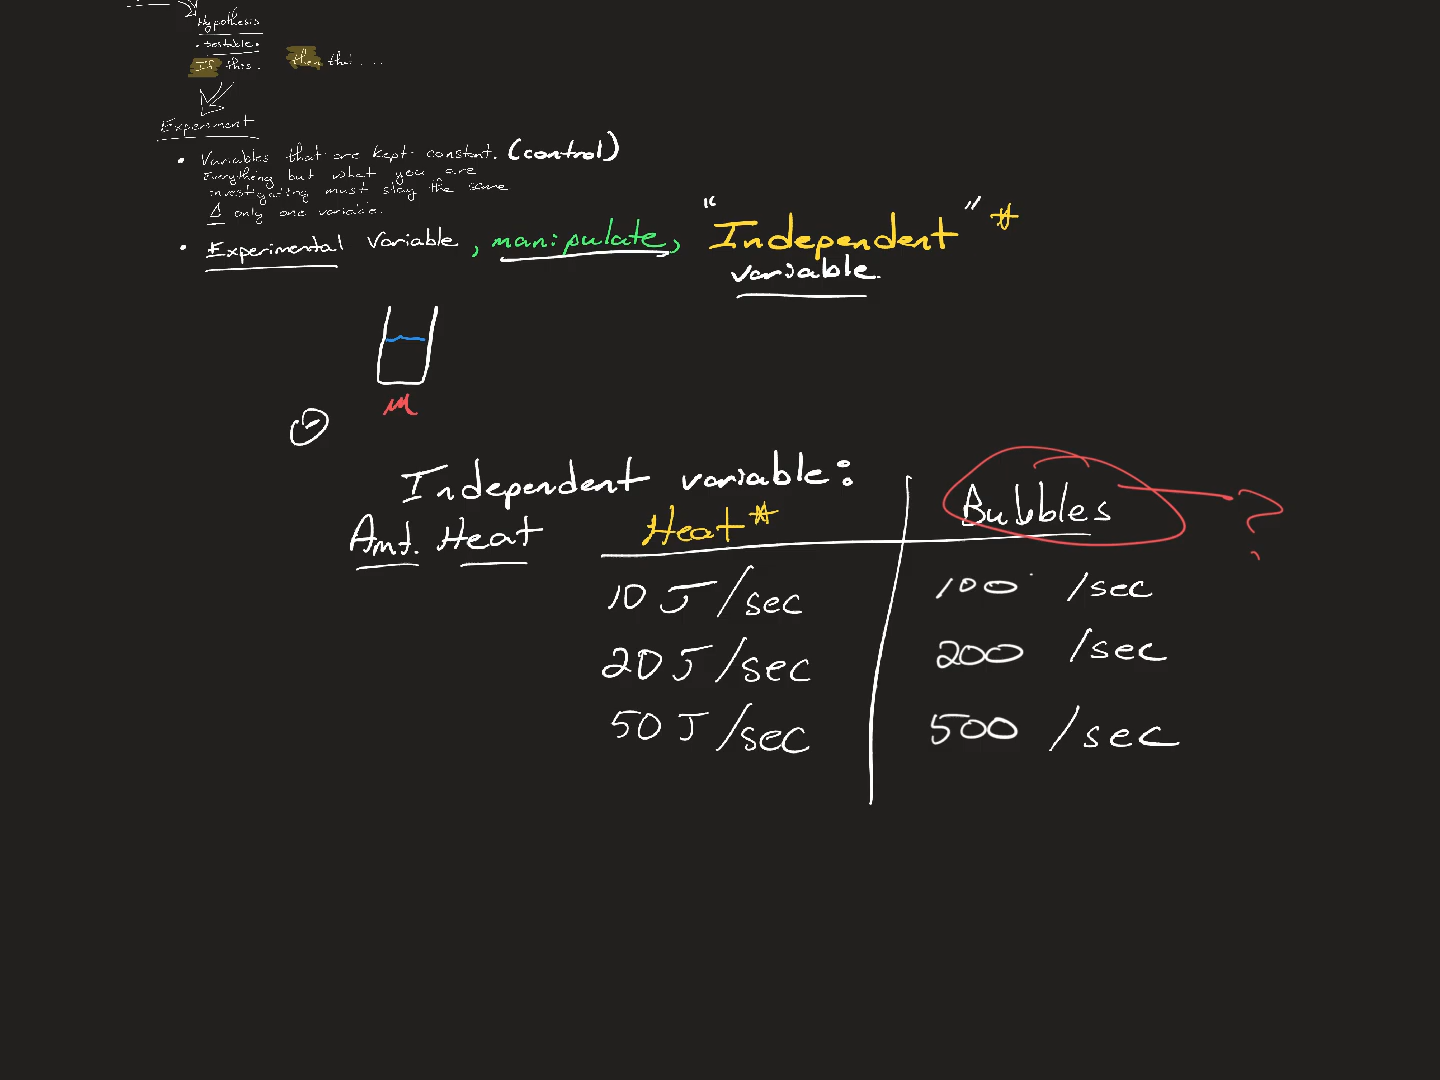 Hypothesis
• testable •
If this. then that ...
Experiment
• Variables that are kept constant. (control)
Everything but what you are
investigating must stay the same
Δ only one variable.
• Experimental Variable, manipulate, "Independent" *
variable.
Independent variable:
Amt. Heat
Heat* Bubbles ?
10 J/sec 100 /sec
20 J/sec 200 /sec
50 J/sec 500 /sec